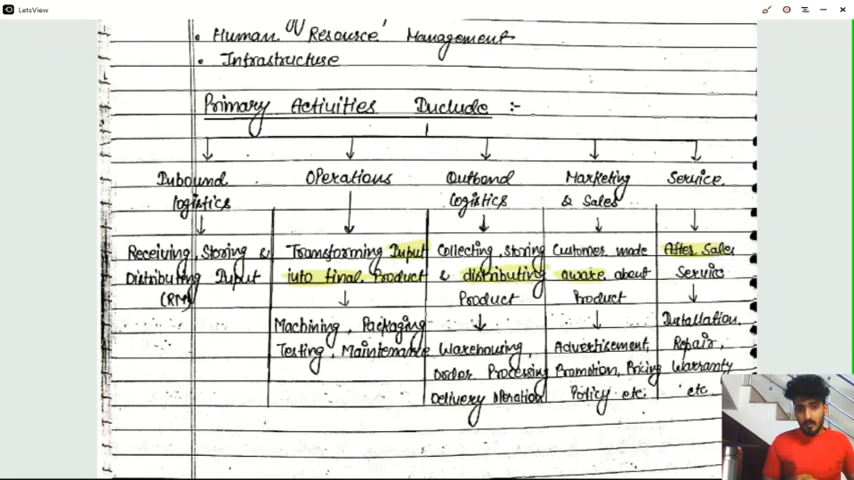 LetsView
• Human Resource Management
• Infrastructure
Primary Activities Include :-
Inbound Logistics
Operations
Outbond Logistics
Marketing & Sales
Service
Receiving, Storing &
Distributing Input
(RM)
Transforming Input
into final Product
Machining, Packaging
Testing, Maintenance
Collecting, Storing
& distributing
Product
Warehousing,
Order Processing
Delivery operation
Customer made
aware about
Product
Advertisement,
Promotion, Pricing
Policy etc.
After Sales
Service
Installation,
Repair,
Warranty
etc